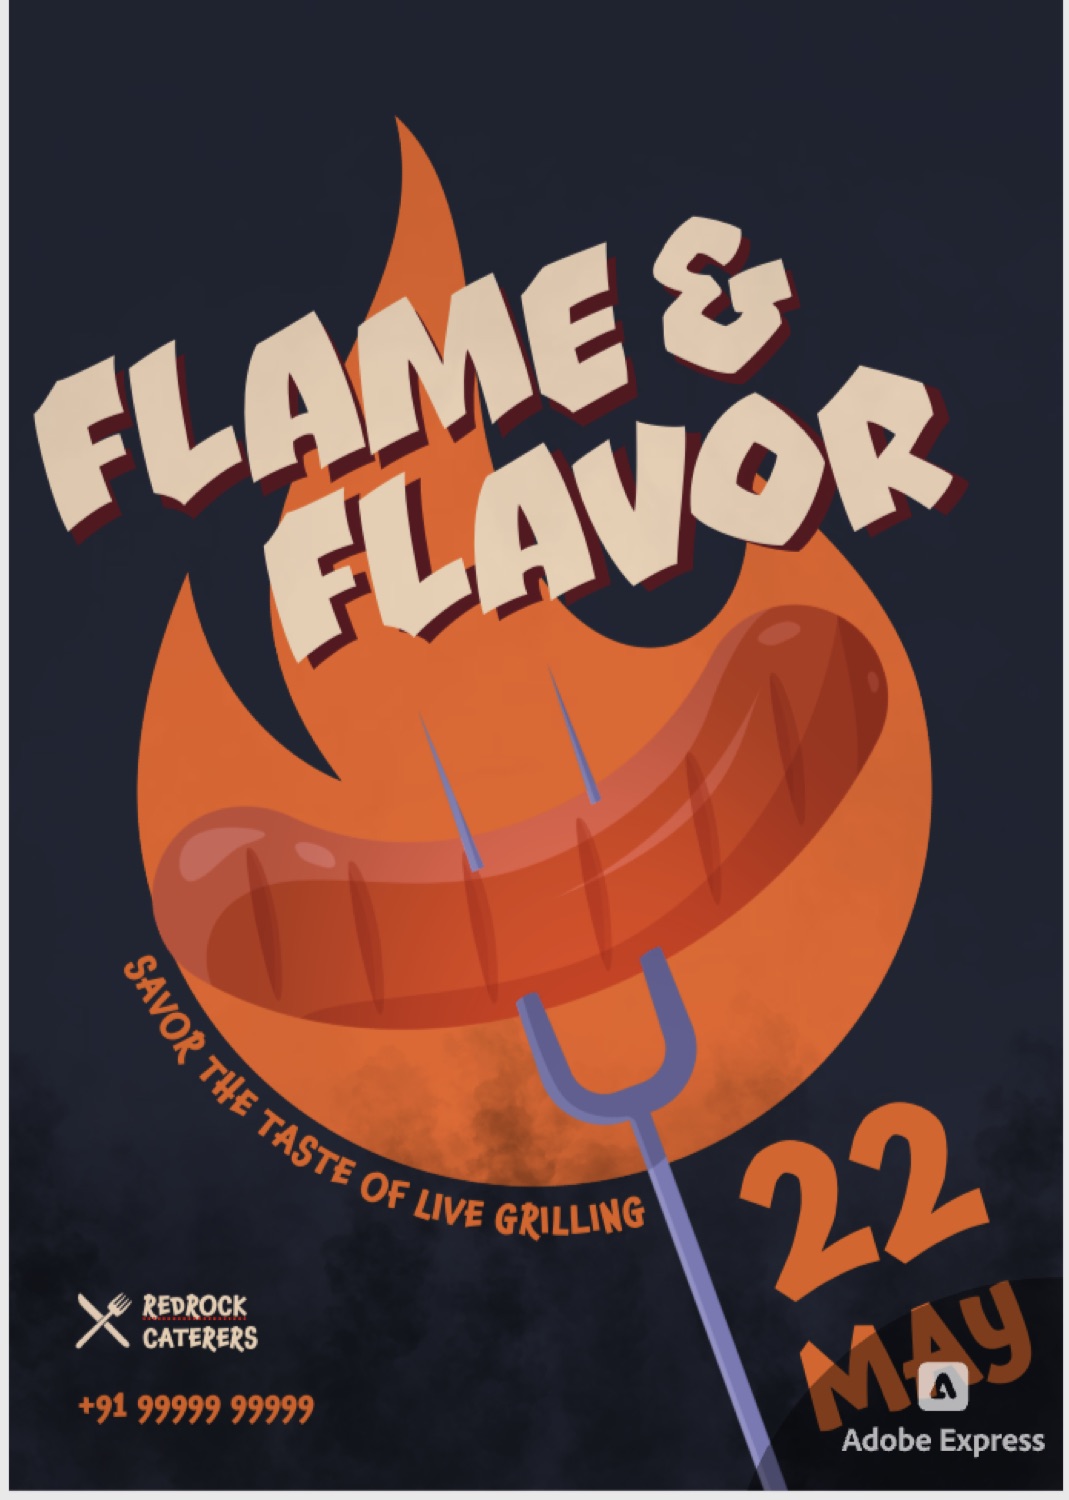 FLAME &
FLAVOR
SAVOR THE TASTE OF LIVE GRILLING
22
MAY
REDROCK
CATERERS
+91 99999 99999
Adobe Express